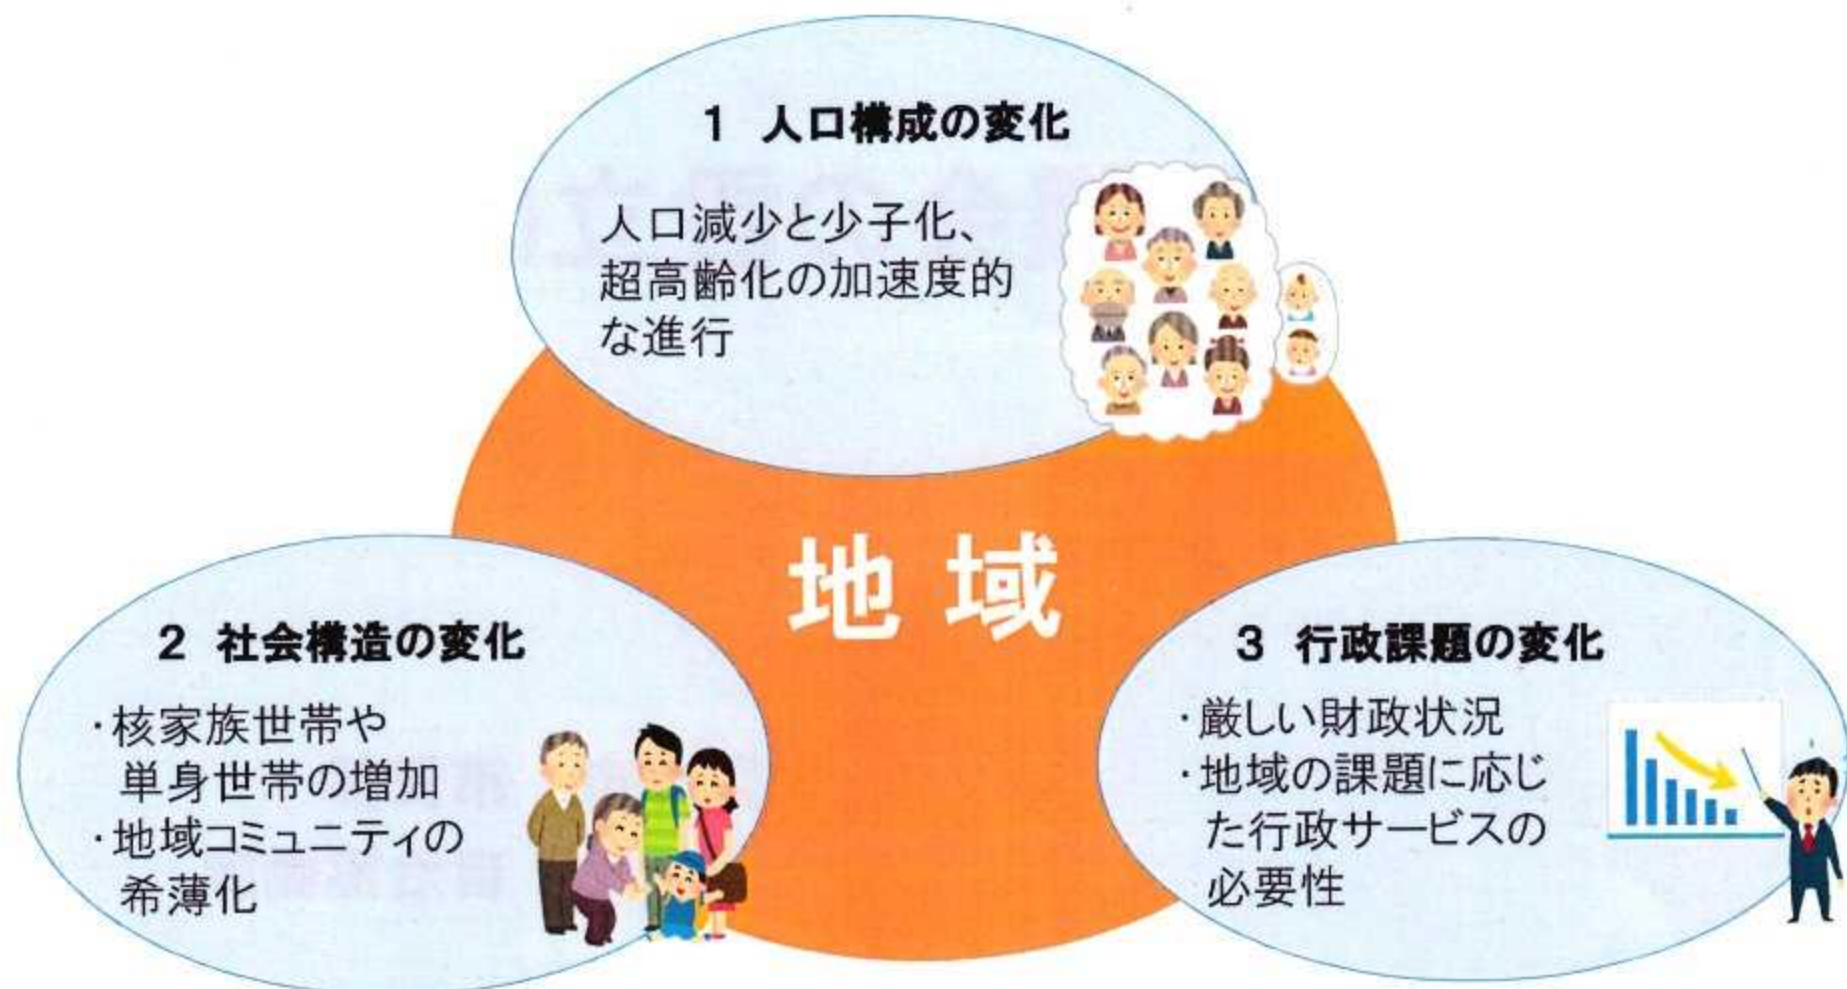 1 人口構成の変化
人口減少と少子化、
超高齢化の加速度的
な進行
地域
2 社会構造の変化
・核家族世帯や
単身世帯の増加
・地域コミュニティの
希薄化
3 行政課題の変化
・厳しい財政状況
・地域の課題に応じ
た行政サービスの
必要性